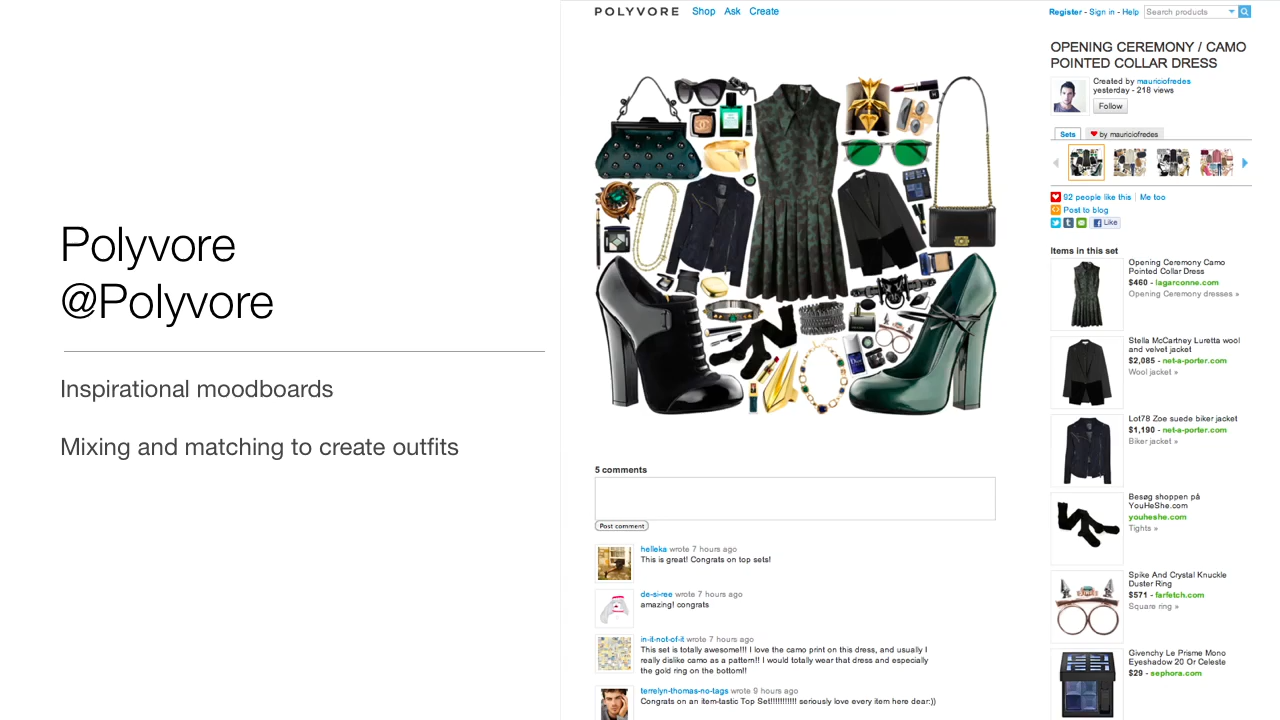 Polyvore
@Polyvore
Inspirational moodboards
Mixing and matching to create outfits
POLYVORE Shop Ask Create
Register - Sign in - Help Search products
OPENING CEREMONY / CAMO
POINTED COLLAR DRESS
Created by mauriciofredes
yesterday - 218 views
Follow
Sets by mauriciofredes
92 people like this Me too
Post to blog
Like
Items in this set
Opening Ceremony Camo
Pointed Collar Dress
$460 - lagarconne.com
Opening Ceremony dresses »
Stella McCartney Luretta wool
and velvet jacket
$2,085 - net-a-porter.com
Wool jacket »
Lot78 Zoe suede biker jacket
$1,190 - net-a-porter.com
Biker jacket »
Besøg shoppen på
YouHeShe.com
youheshe.com
Tights »
Spike And Crystal Knuckle
Duster Ring
$571 - farfetch.com
Square ring »
Givenchy Le Prisme Mono
Eyeshadow 20 Or Celeste
$29 - sephora.com
5 comments
Post comment
helleka wrote 7 hours ago
This is great! Congrats on top sets!
de-si-ree wrote 7 hours ago
amazing! congrats
in-it-not-of-it wrote 7 hours ago
This set is totally awesome!!! I love the camo print on this dress, and usually I
really dislike camo as a pattern!! I would totally wear that dress and especially
the gold ring on the bottom!!
terrelyn-thomas-no-tags wrote 9 hours ago
Congrats on an item-tastic Top Set!!!!!!!!!!! seriously love every item here dear:))